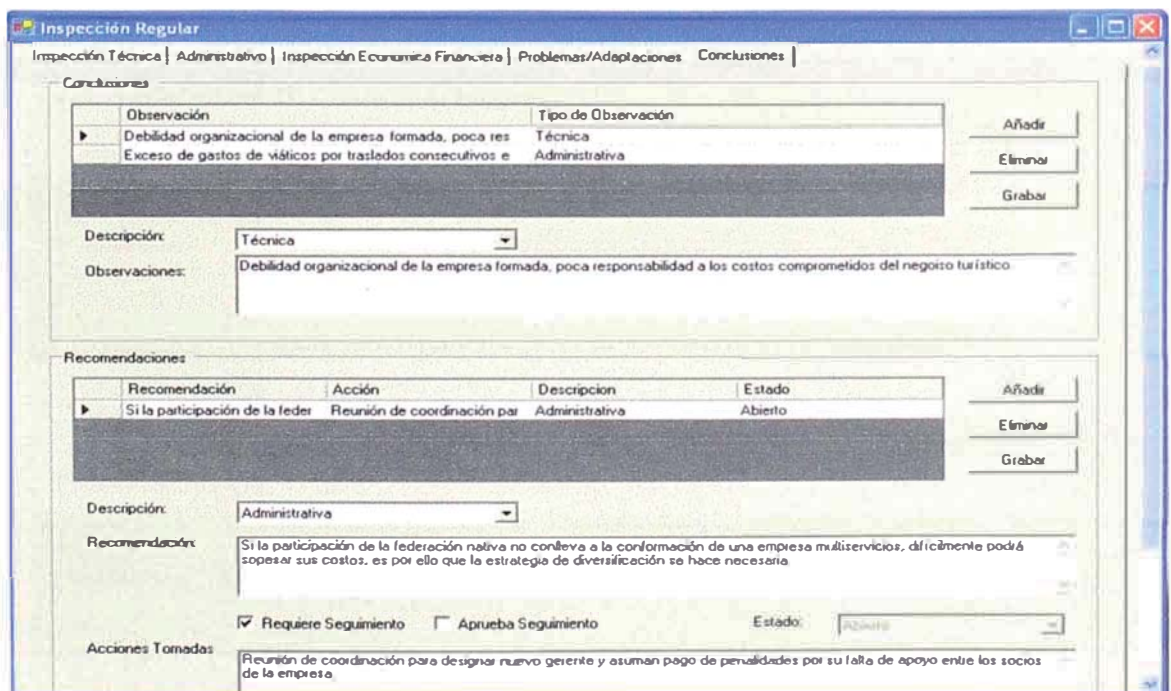 Inspección Regular
Inspección Técnica | Administrativo | Inspección Economica Financiera | Problemas/Adaptaciones Conclusiones
Conclusiones
Observación Tipo de Observación
Debilidad organizacional de la empresa formada, poca res Técnica
Exceso de gastos de viáticos por traslados consecutivos e Administrativa
Añadir
Eliminar
Grabar
Descripción: Técnica
Observaciones: Debilidad organizacional de la empresa formada, poca responsabilidad a los costos comprometidos del negoiso turístico
Recomendaciones
Recomendación Acción Descripcion Estado
Si la participación de la feder Reunión de coordinación par Administrativa Abierto
Añadir
Eliminar
Grabar
Descripción: Administrativa
Recomendación: Si la participación de la federación nativa no conlleva a la conformación de una empresa multiservicios, dificilmente podrá
sopesar sus costos, es por ello que la estrategia de diversificación se hace necesaria
Requiere Seguimiento Aprueba Seguimiento Estado: Abierto
Acciones Tomadas Reunión de coordinación para designar nuevo gerente y asuman pago de penalidades por su falta de apoyo entre los socios
de la empresa